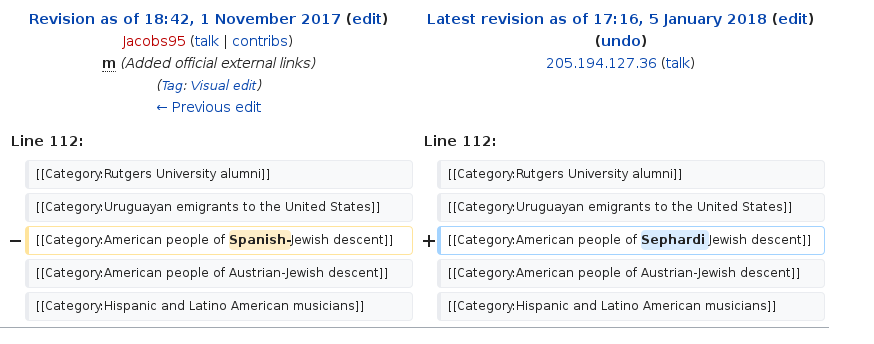 Revision as of 18:42, 1 November 2017 (edit)
Jacobs95 (talk | contribs)
m (Added official external links)
(Tag: Visual edit)
← Previous edit
Latest revision as of 17:16, 5 January 2018 (edit)
(undo)
205.194.127.36 (talk)
Line 112:
Line 112:
[[Category:Rutgers University alumni]]
[[Category:Rutgers University alumni]]
[[Category:Uruguayan emigrants to the United States]]
[[Category:Uruguayan emigrants to the United States]]
− [[Category:American people of Spanish-Jewish descent]]
+ [[Category:American people of Sephardi Jewish descent]]
[[Category:American people of Austrian-Jewish descent]]
[[Category:American people of Austrian-Jewish descent]]
[[Category:Hispanic and Latino American musicians]]
[[Category:Hispanic and Latino American musicians]]